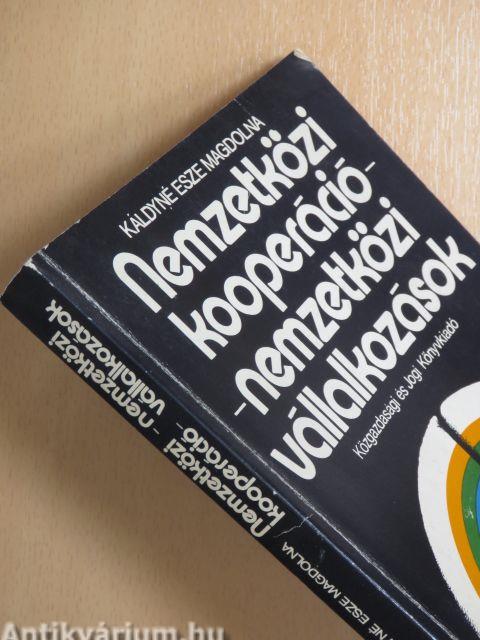 KÁLDYNÉ ESZE MAGDOLNA
Nemzetközi
kooperáció-
-nemzetközi
vállalkozások
Közgazdasági és Jogi Könyvkiadó
NE ESZE MAGDOLNA
Nemzetközi
kooperáció-
-nemzetközi
vállalkozások
Antikvárium.hu